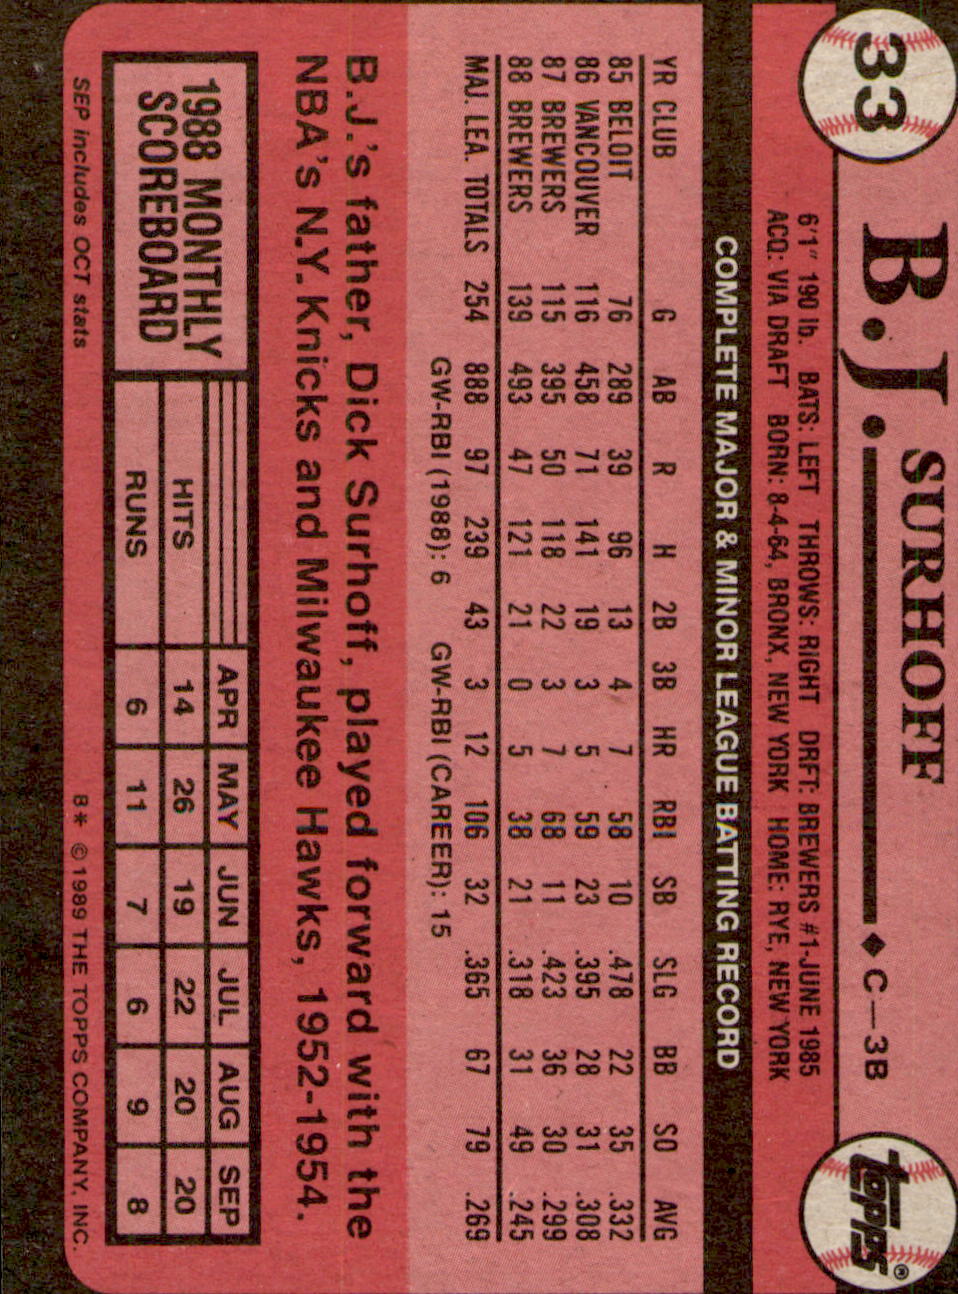 33
B.J. SURHOFF ◆ C—3B
topps®
6'1" 190 lb. BATS: LEFT THROWS: RIGHT DRFT: BREWERS #1-JUNE 1985
ACQ: VIA DRAFT BORN: 8-4-64, BRONX, NEW YORK HOME: RYE, NEW YORK
COMPLETE MAJOR & MINOR LEAGUE BATTING RECORD
YR CLUB G AB R H 2B 3B HR RBI SB SLG BB SO AVG
85 BELOIT 76 289 39 96 13 4 7 58 10 .478 22 35 .332
86 VANCOUVER 116 458 71 141 19 3 5 59 23 .395 28 31 .308
87 BREWERS 115 395 50 118 22 3 7 68 11 .423 36 30 .299
88 BREWERS 139 493 47 121 21 0 5 38 21 .318 31 49 .245
MAJ. LEA. TOTALS 254 888 97 239 43 3 12 106 32 .365 67 79 .269
GW-RBI (1988): 6 GW-RBI (CAREER): 15
B.J.'s father, Dick Surhoff, played forward with the
NBA's N.Y. Knicks and Milwaukee Hawks, 1952-1954.
1988 MONTHLY
SCOREBOARD
APR MAY JUN JUL AUG SEP
HITS 14 26 19 22 20 20
RUNS 6 11 7 6 9 8
SEP includes OCT stats 8* © 1989 THE TOPPS COMPANY, INC.